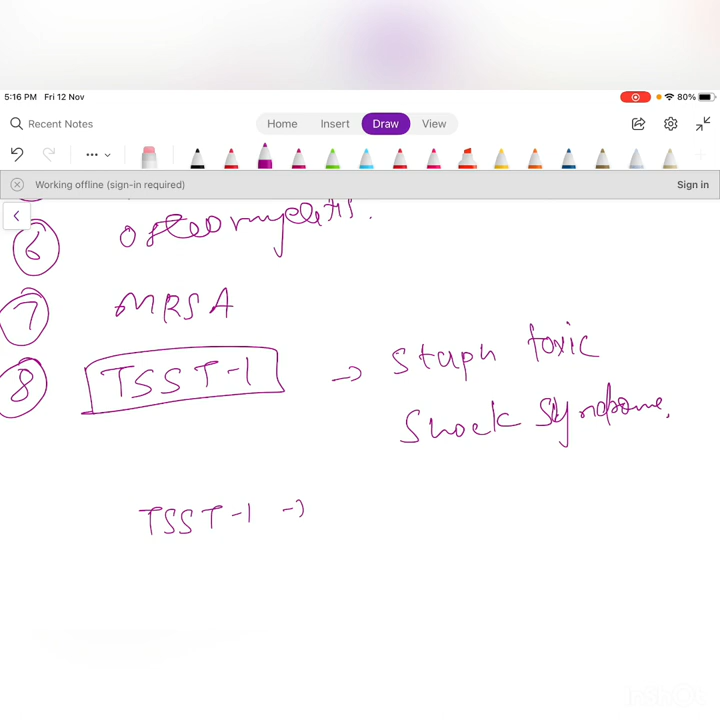 5:16 PM Fri 12 Nov 80%
Recent Notes Home Insert Draw View
Working offline (sign-in required) Sign in
6 osteomyelitis.
7 MRSA
8 TSST-1 → Staph toxic
Shock Syndrome.
TSST-1 →
InShOt